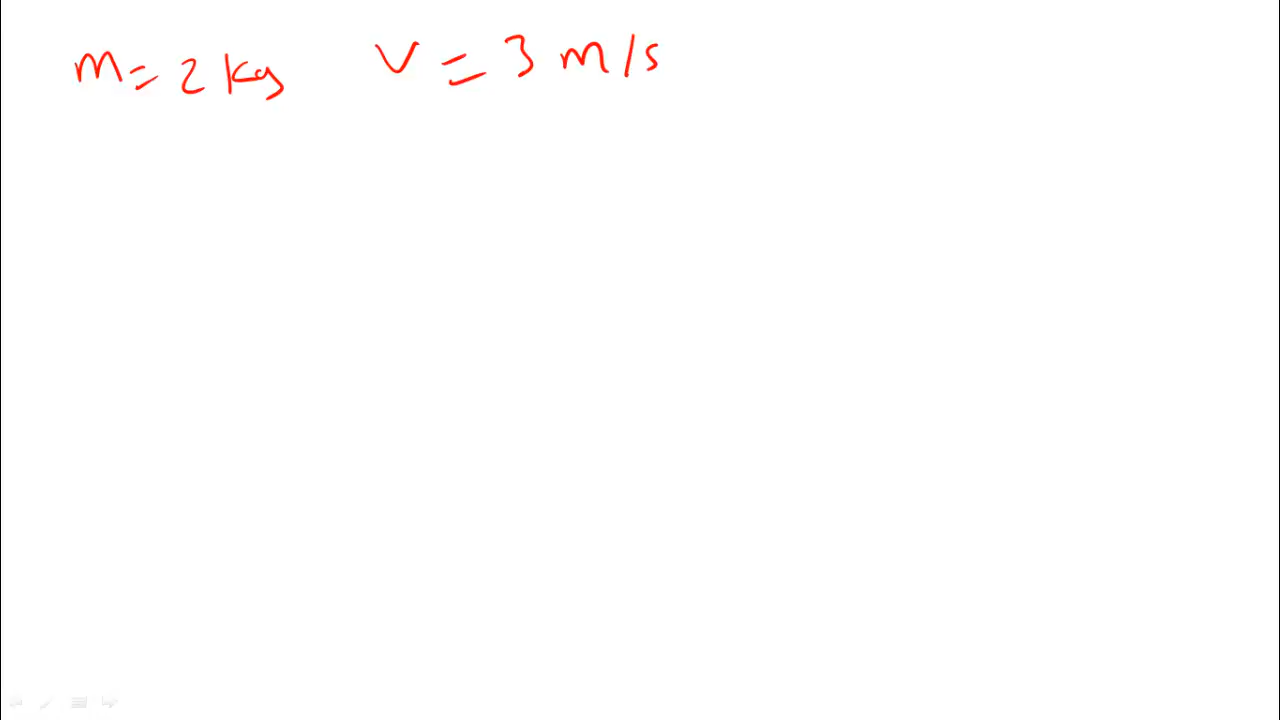 m = 2 kg v = 3 m/s